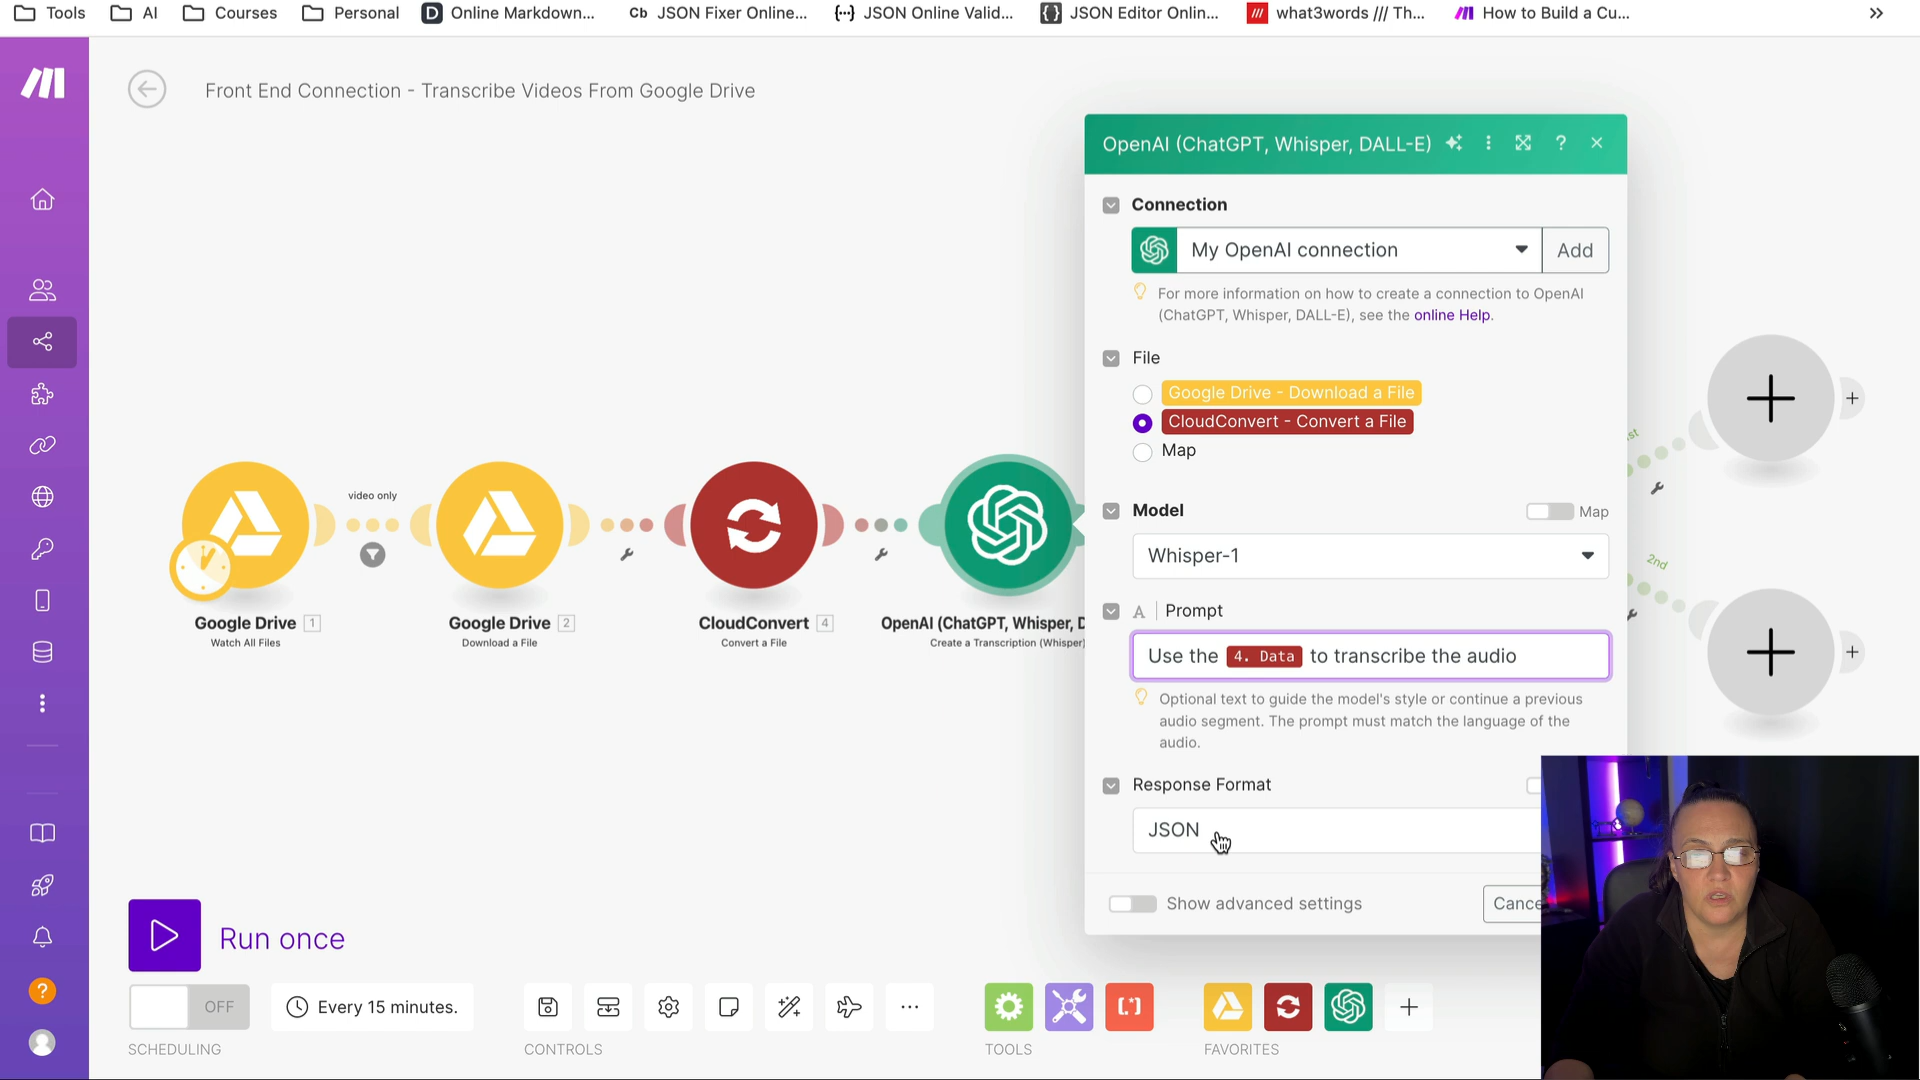 Tools AI Courses Personal D Online Markdown... Cb JSON Fixer Online... {···} JSON Online Valid... {} JSON Editor Onlin... /// what3words /// Th... How to Build a Cu... »
Front End Connection - Transcribe Videos From Google Drive
OpenAI (ChatGPT, Whisper, DALL-E) ?
Connection
My OpenAI connection Add
For more information on how to create a connection to OpenAI
(ChatGPT, Whisper, DALL-E), see the online Help.
File
Google Drive - Download a File
CloudConvert - Convert a File
Map
Model Map
Whisper-1
A Prompt
Use the 4. Data to transcribe the audio
Optional text to guide the model's style or continue a previous
audio segment. The prompt must match the language of the
audio.
Response Format
JSON
Show advanced settings Cance
video only
Google Drive 1
Watch All Files
Google Drive 2
Download a File
CloudConvert 4
Convert a File
OpenAI (ChatGPT, Whisper, D
Create a Transcription (Whisper)
st
2nd
Run once
OFF Every 15 minutes. ··· [.*]
SCHEDULING CONTROLS TOOLS FAVORITES
?